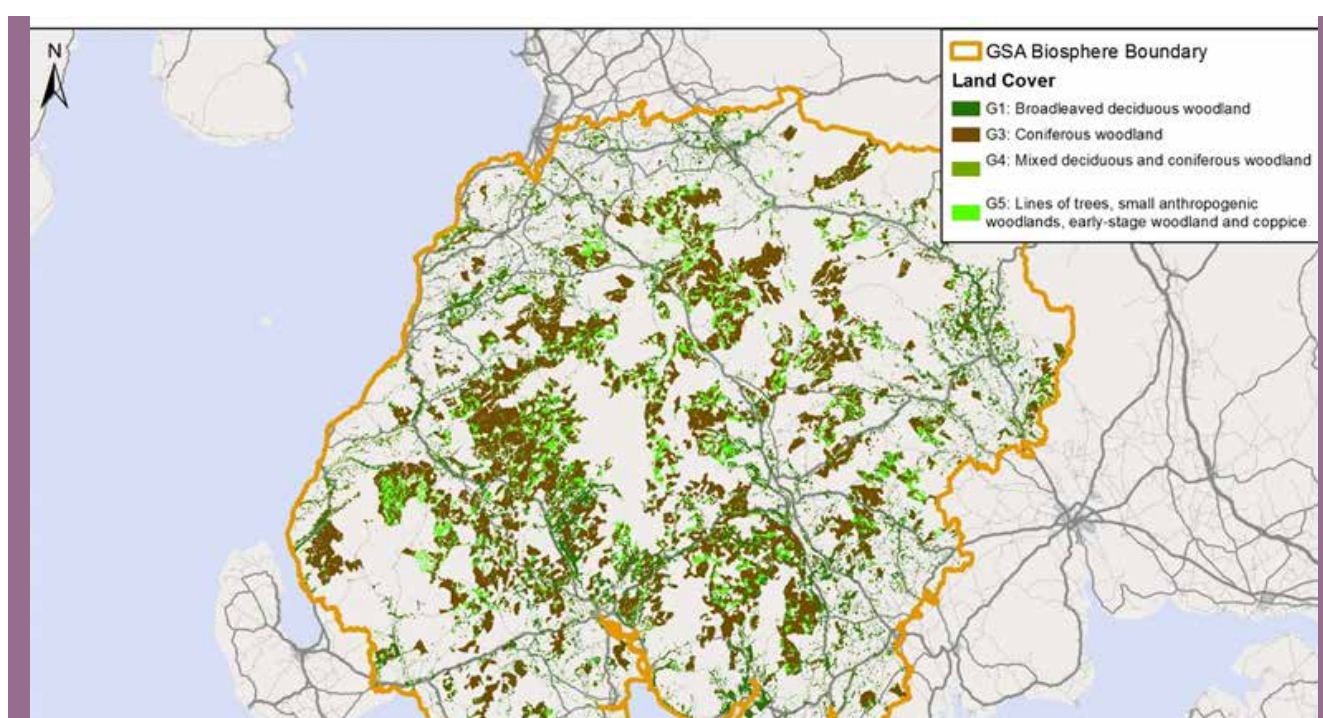 N
GSA Biosphere Boundary
Land Cover
G1: Broadleaved deciduous woodland
G3: Coniferous woodland
G4: Mixed deciduous and coniferous woodland
G5: Lines of trees, small anthropogenic
woodlands, early-stage woodland and coppice